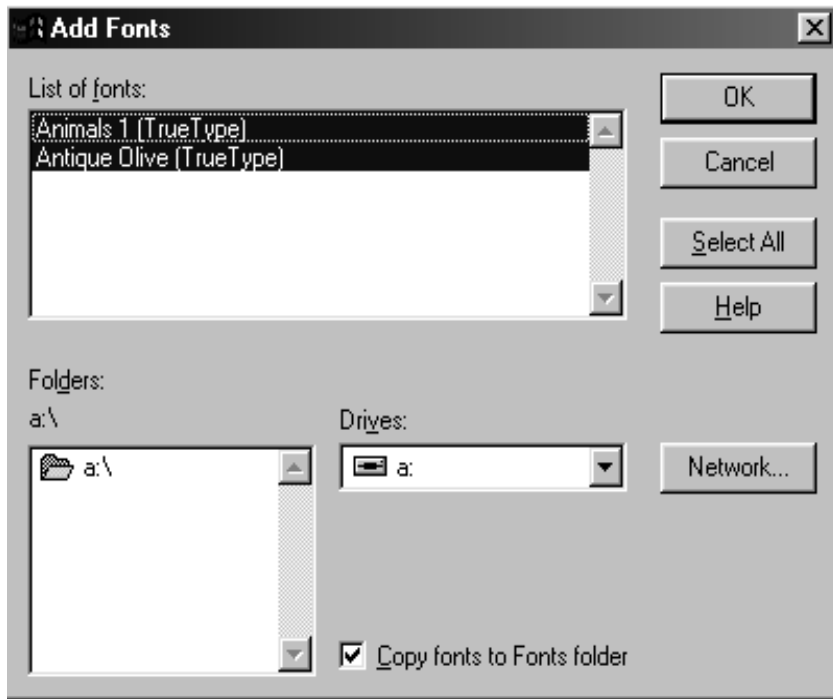 Add Fonts
List of fonts:
Animals 1 (TrueType)
Antique Olive (TrueType)
OK
Cancel
Select All
Help
Folders:
a:\
a:\
Drives:
a:
Network...
Copy fonts to Fonts folder